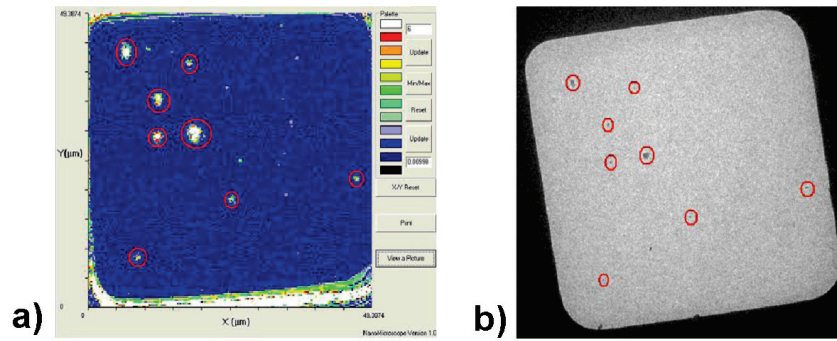 49.3874
Palette
6
Update
Min/Max
Reset
Update
Y(µm)
X/Y Reset
Print
View a Picture
0
0
X (µm)
49.3874
NanoMicroscope Version 1.0
a)
b)